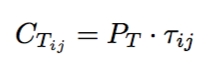 C_{T_{ij}} = P_T · τ_{ij}